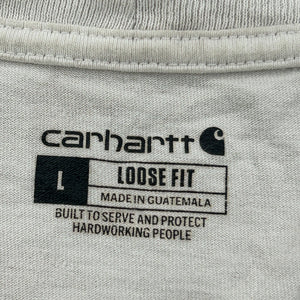 carhartt
L LOOSE FIT
MADE IN GUATEMALA
BUILT TO SERVE AND PROTECT
HARDWORKING PEOPLE